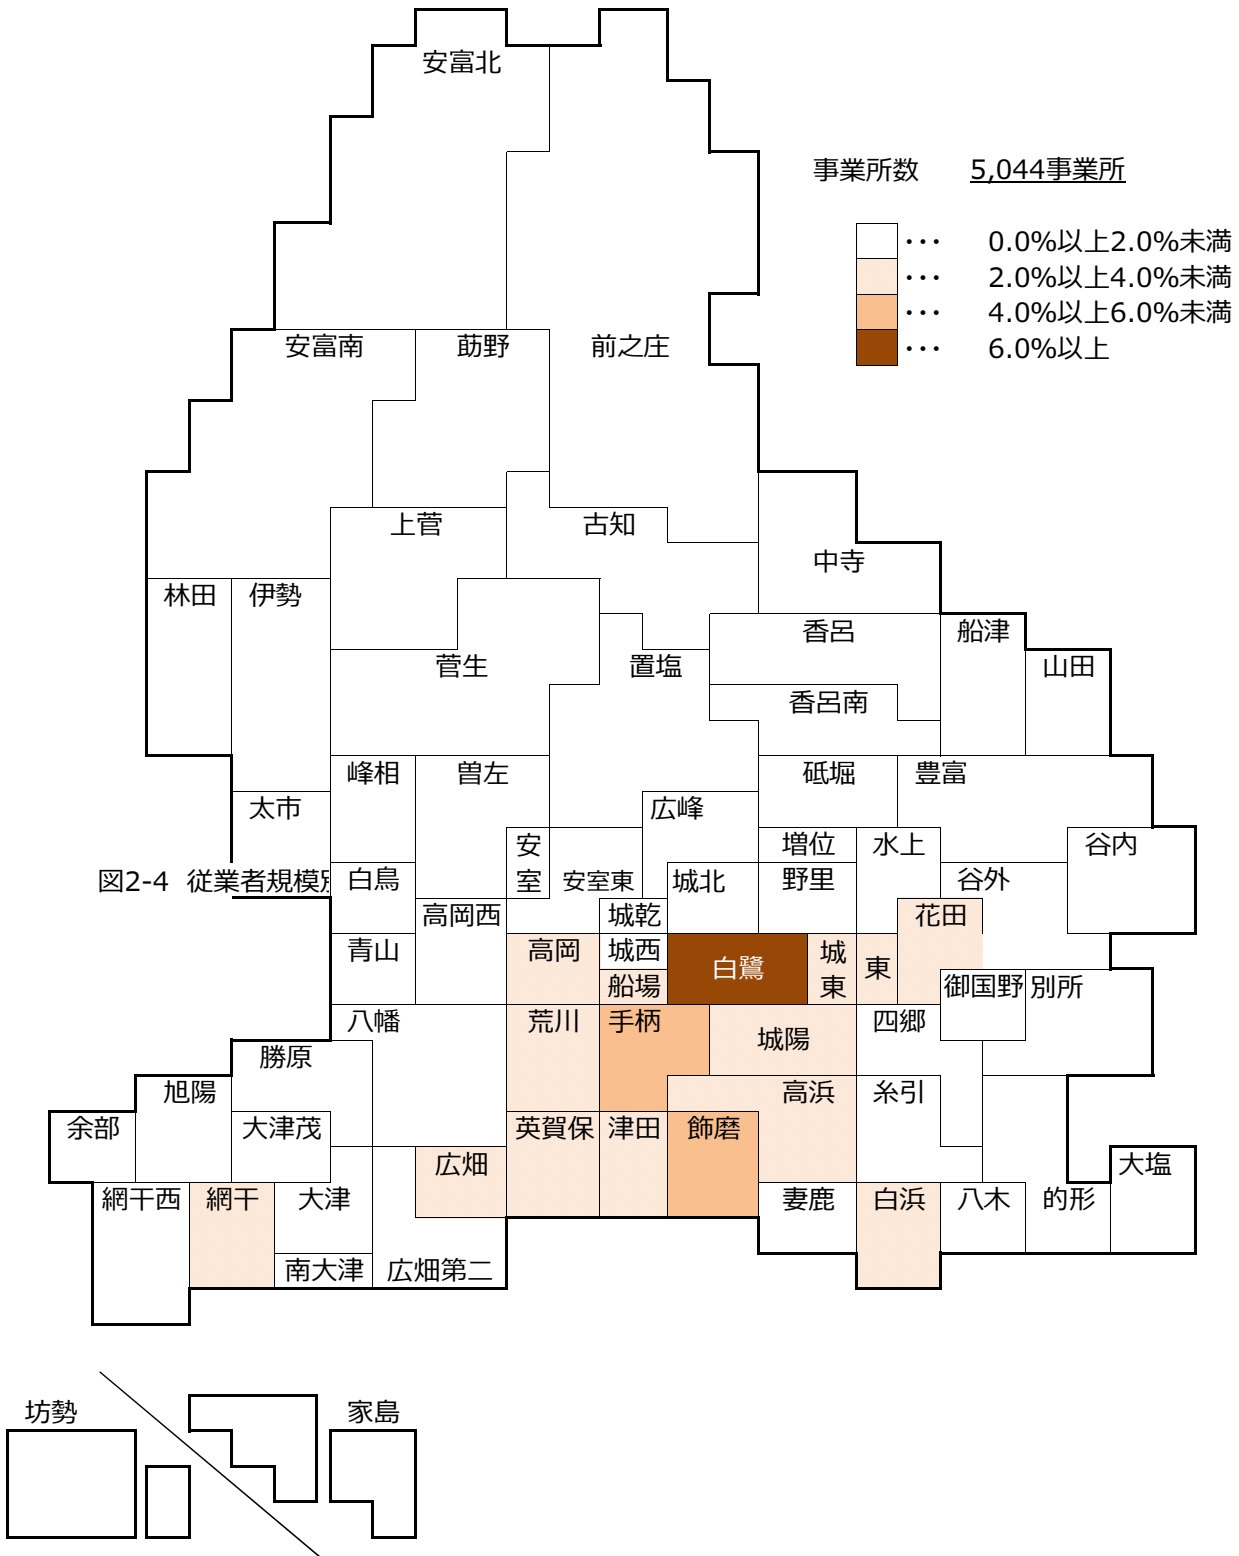 安富北
事業所数 5,044事業所
･･･ 0.0%以上2.0%未満
･･･ 2.0%以上4.0%未満
･･･ 4.0%以上6.0%未満
･･･ 6.0%以上
安富南 莇野 前之庄
上菅 古知
中寺
林田 伊勢
香呂 船津
菅生 置塩 山田
香呂南
峰相 曽左 砥堀 豊富
太市 広峰
安室 増位 水上 谷内
図2-4 従業者規模別
白鳥 安室東 城北 野里 谷外
高岡西 城乾 花田
青山 高岡 城西 白鷺 城東 東
船場 御国野 別所
八幡 荒川 手柄 城陽 四郷
勝原
旭陽 高浜 糸引
余部 大津茂 英賀保 津田 飾磨
広畑 大塩
網干西 網干 大津 妻鹿 白浜 八木 的形
南大津 広畑第二
坊勢 家島